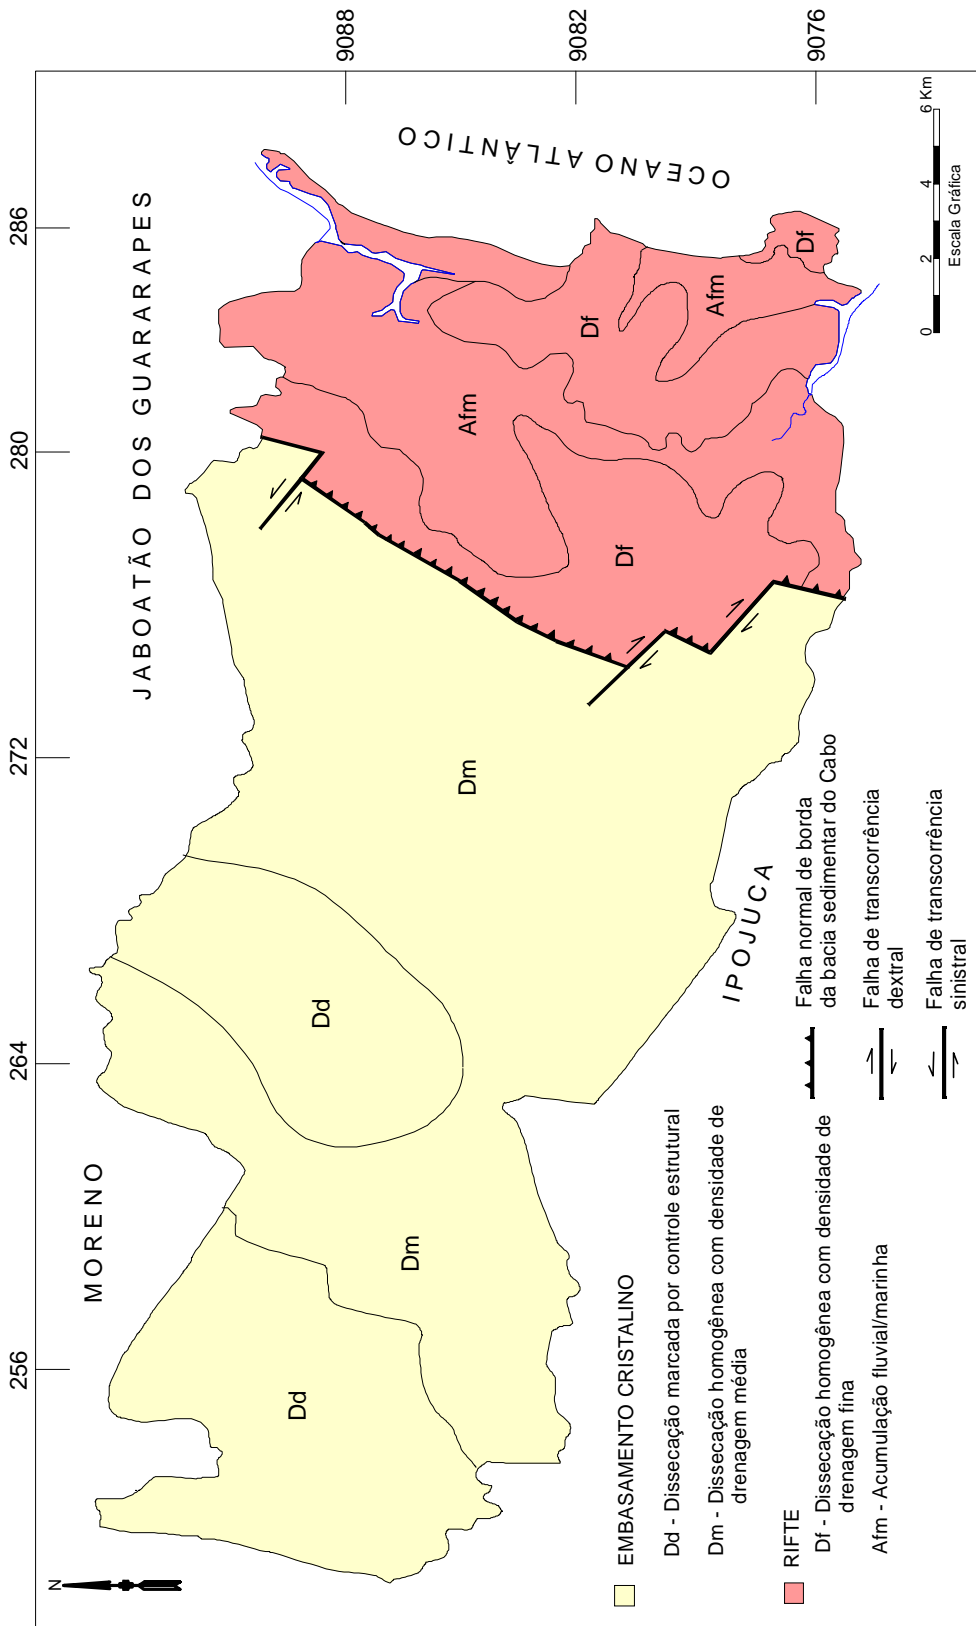 256
264
272
280
286
9088
9082
9076
N
MORENO
JABOATÃO DOS GUARARAPES
OCEANO ATLÂNTICO
IPOJUCA
Dd
Dm
Dd
Dm
Afm
Df
Df
Afm
Df
EMBASAMENTO CRISTALINO
Dd - Dissecação marcada por controle estrutural
Dm - Dissecação homogênea com densidade de
drenagem média
RIFTE
Df - Dissecação homogênea com densidade de
drenagem fina
Afm - Acumulação fluvial/marinha
Falha normal de borda
da bacia sedimentar do Cabo
Falha de transcorrência
dextral
Falha de transcorrência
sinistral
0 2 4 6 Km
Escala Gráfica